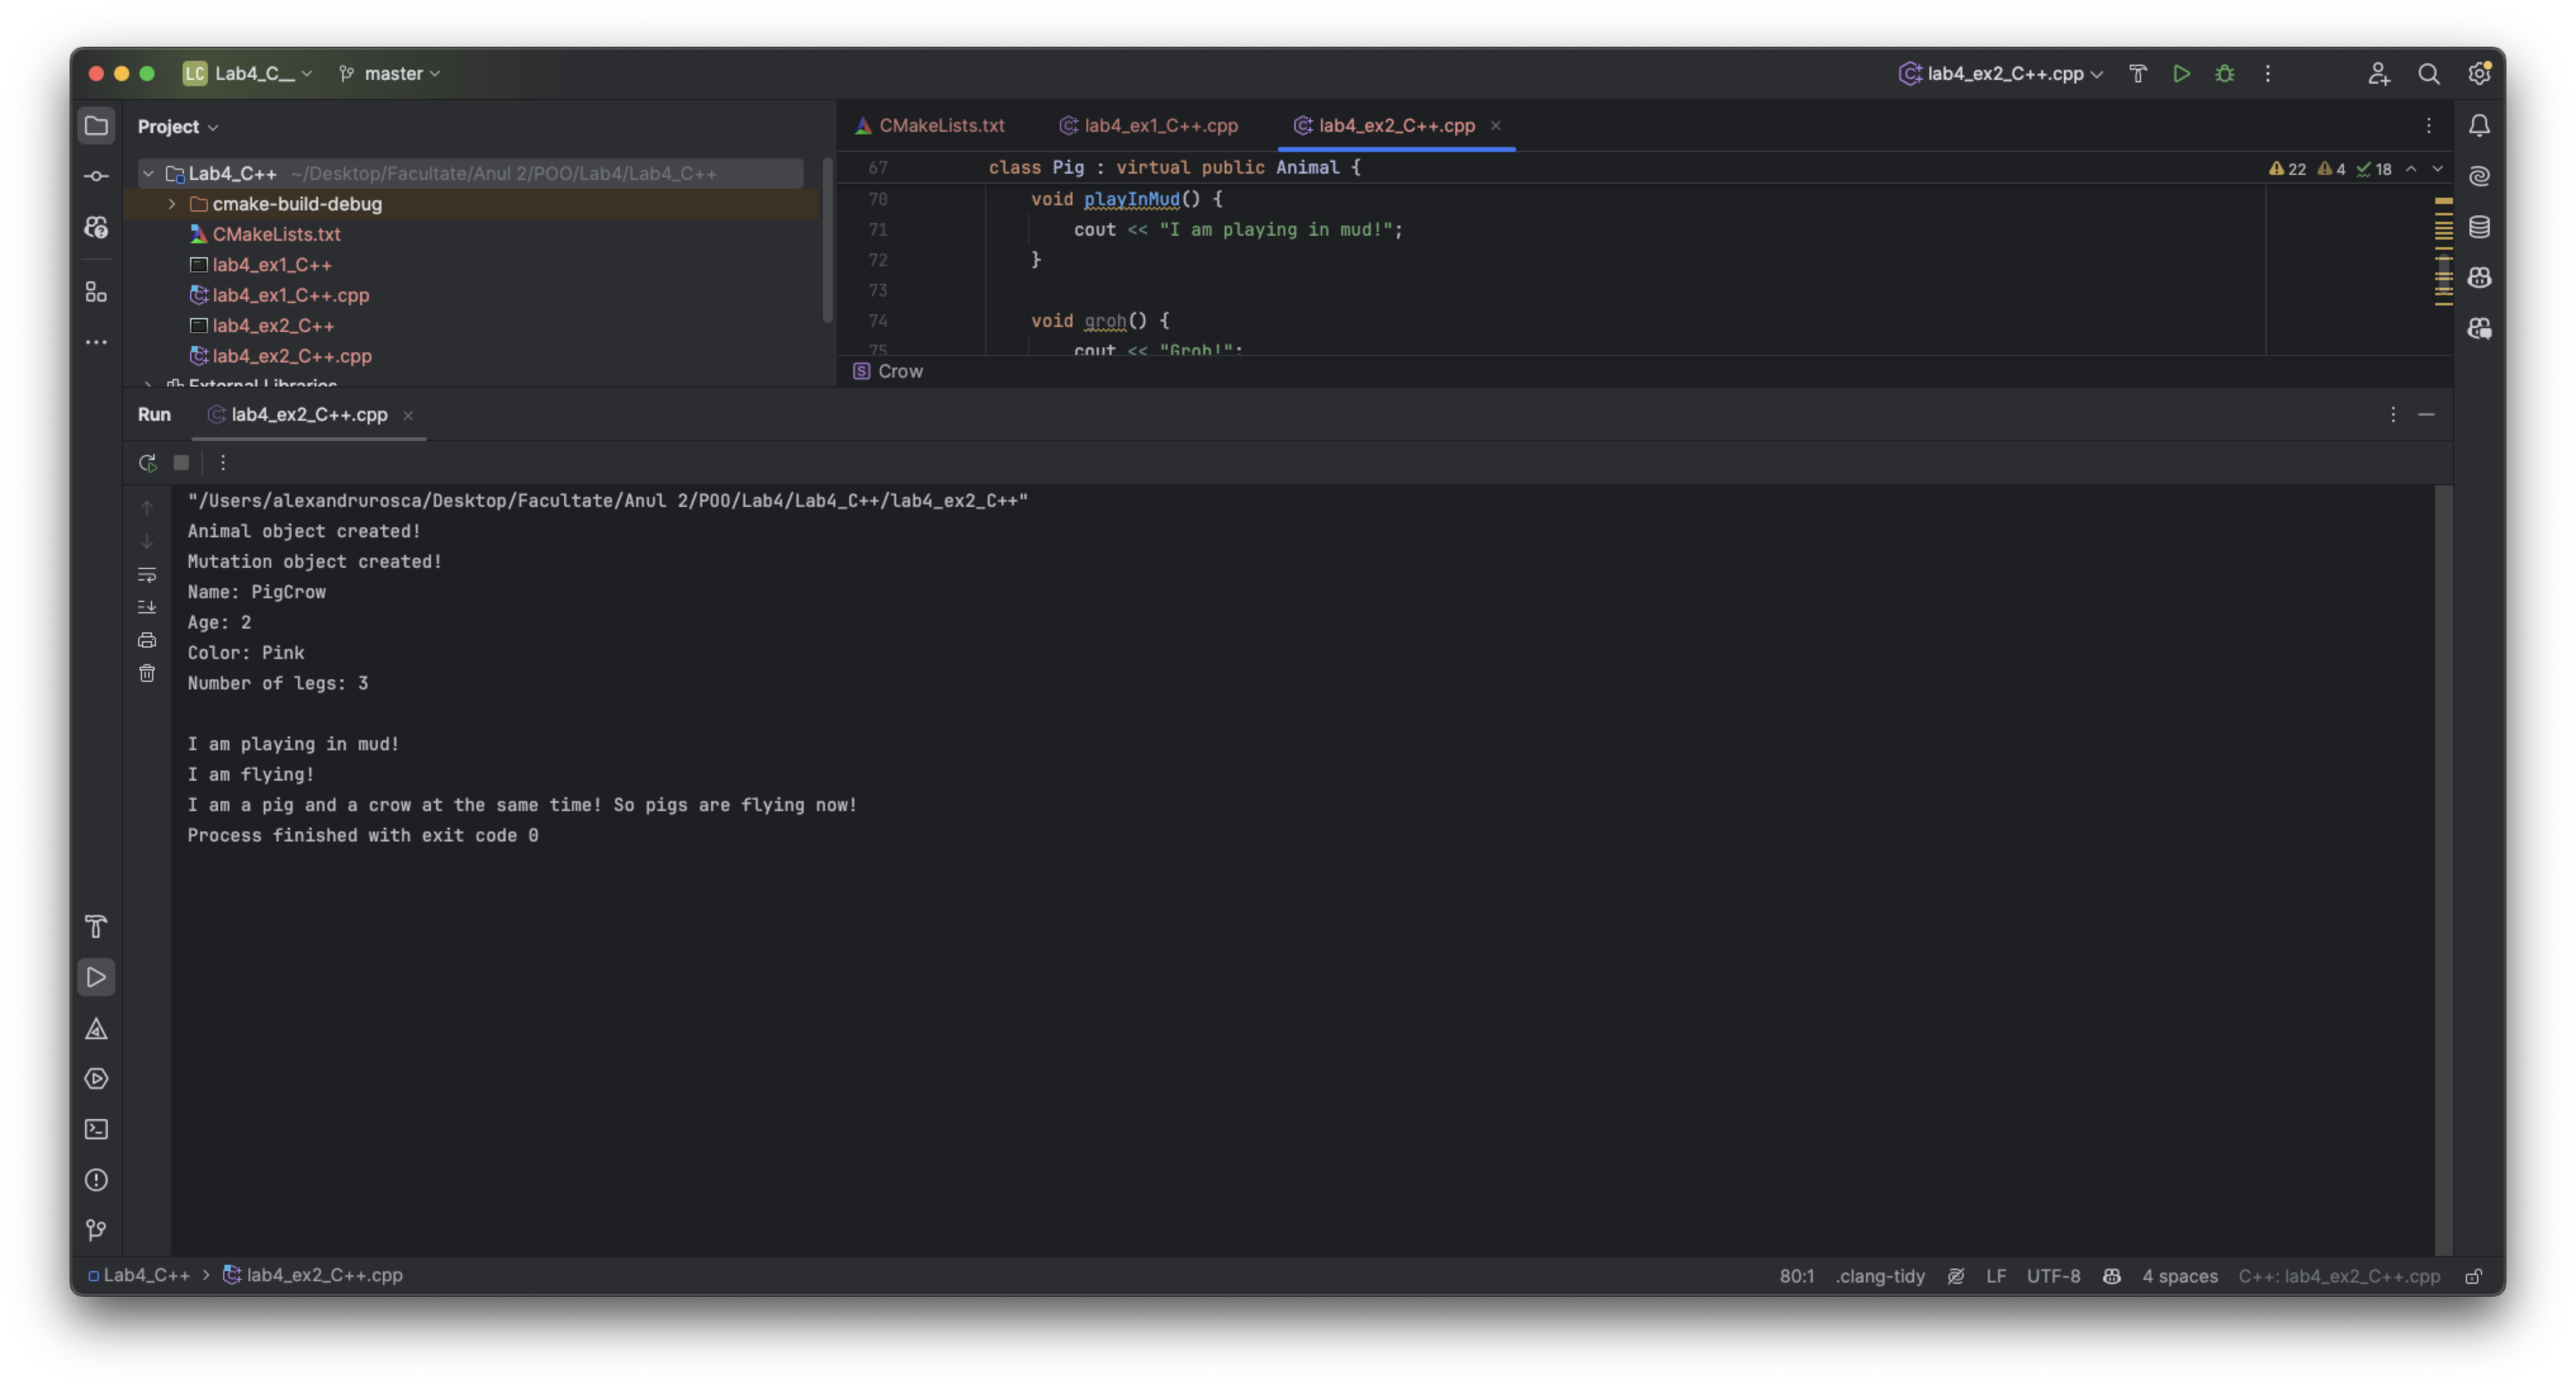 LC Lab4_C__ master lab4_ex2_C++.cpp
Project
Lab4_C++ ~/Desktop/Facultate/Anul 2/POO/Lab4/Lab4_C++
cmake-build-debug
CMakeLists.txt
lab4_ex1_C++
lab4_ex1_C++.cpp
lab4_ex2_C++
lab4_ex2_C++.cpp
External Libraries
CMakeLists.txt lab4_ex1_C++.cpp lab4_ex2_C++.cpp
67 class Pig : virtual public Animal {
22 4 18
70 void playInMud() {
71 cout << "I am playing in mud!";
72 }
73
74 void groh() {
75 cout << "Groh!";
S Crow
Run lab4_ex2_C++.cpp
"/Users/alexandrurosca/Desktop/Facultate/Anul 2/POO/Lab4/Lab4_C++/lab4_ex2_C++"
Animal object created!
Mutation object created!
Name: PigCrow
Age: 2
Color: Pink
Number of legs: 3
I am playing in mud!
I am flying!
I am a pig and a crow at the same time! So pigs are flying now!
Process finished with exit code 0
Lab4_C++ > lab4_ex2_C++.cpp
80:1 .clang-tidy LF UTF-8 4 spaces C++: lab4_ex2_C++.cpp